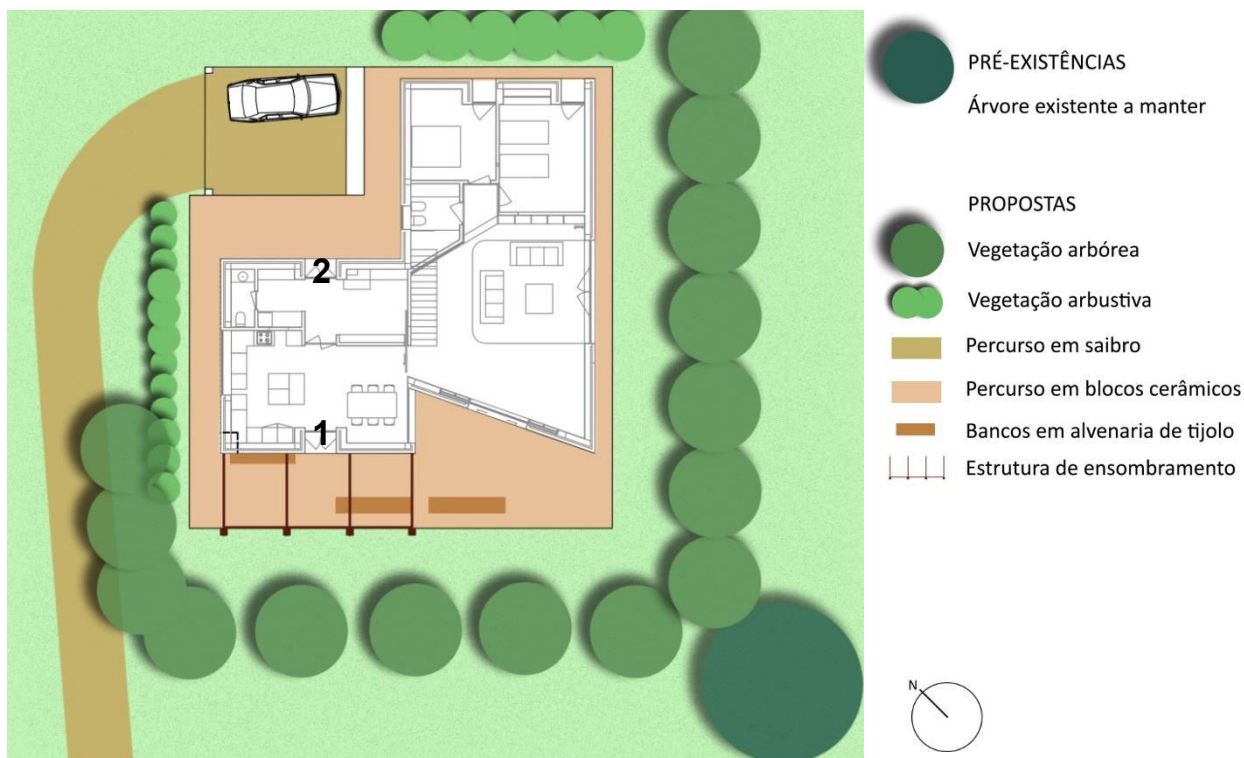 2
1
PRÉ-EXISTÊNCIAS
Árvore existente a manter
PROPOSTAS
Vegetação arbórea
Vegetação arbustiva
Percurso em saibro
Percurso em blocos cerâmicos
Bancos em alvenaria de tijolo
Estrutura de ensombramento
N